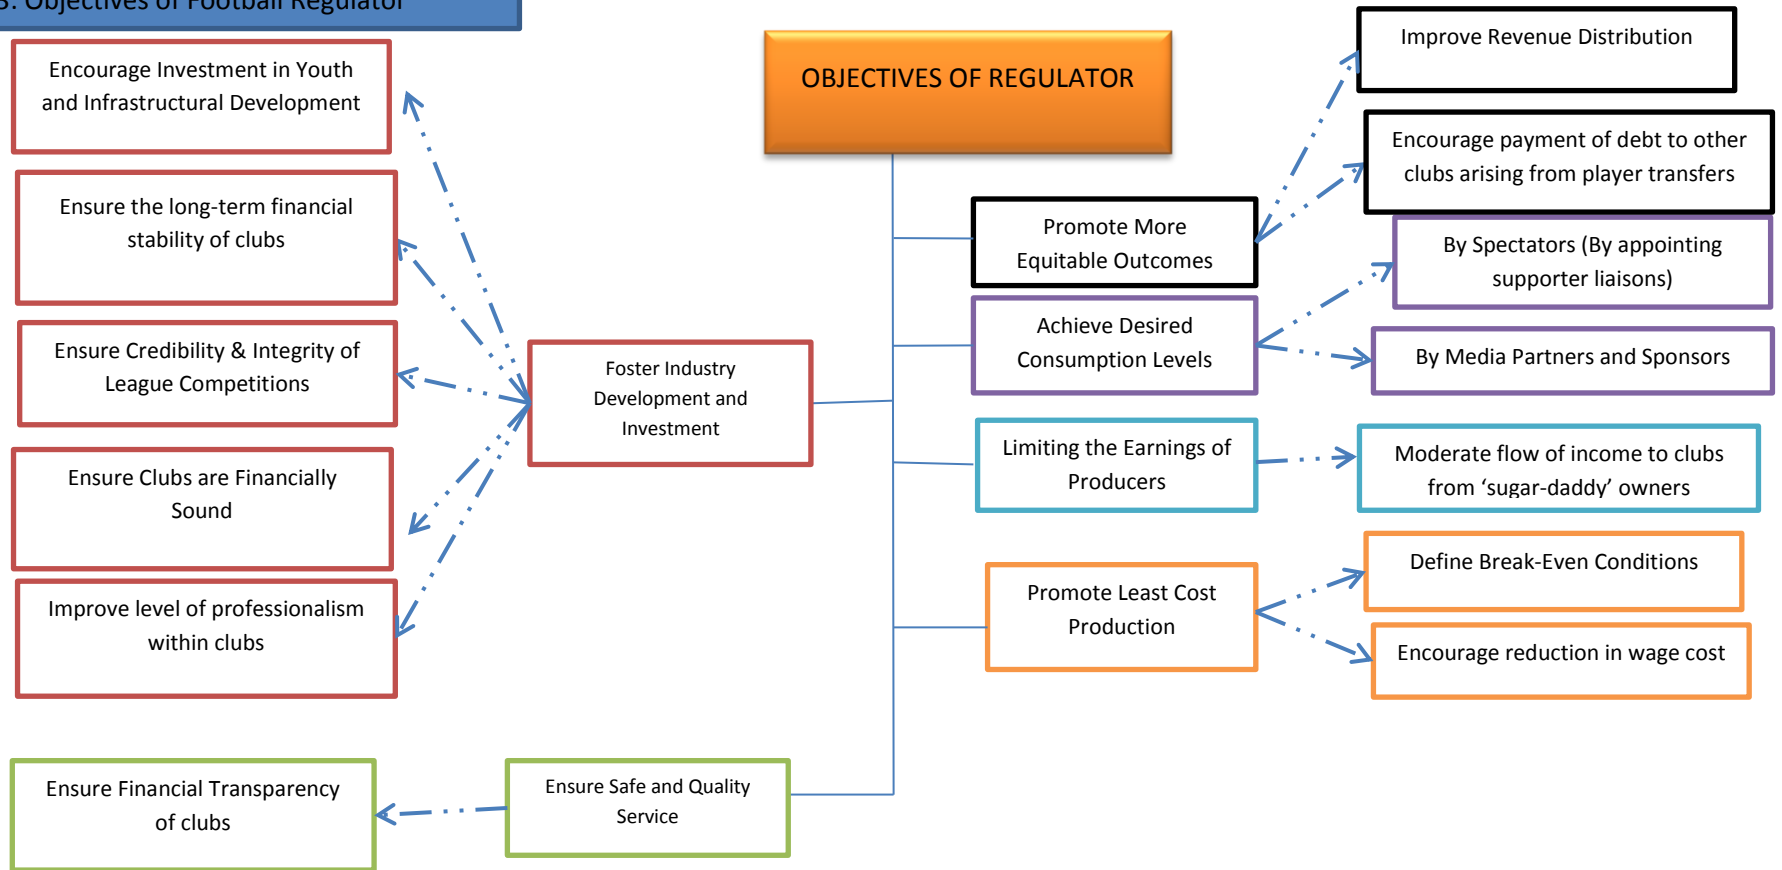 3. Objectives of Football Regulator
OBJECTIVES OF REGULATOR
Encourage Investment in Youth
and Infrastructural Development
Ensure the long-term financial
stability of clubs
Ensure Credibility & Integrity of
League Competitions
Ensure Clubs are Financially
Sound
Improve level of professionalism
within clubs
Foster Industry
Development and
Investment
Ensure Financial Transparency
of clubs
Ensure Safe and Quality
Service
Promote More
Equitable Outcomes
Achieve Desired
Consumption Levels
Limiting the Earnings of
Producers
Promote Least Cost
Production
Improve Revenue Distribution
Encourage payment of debt to other
clubs arising from player transfers
By Spectators (By appointing
supporter liaisons)
By Media Partners and Sponsors
Moderate flow of income to clubs
from ‘sugar-daddy’ owners
Define Break-Even Conditions
Encourage reduction in wage cost